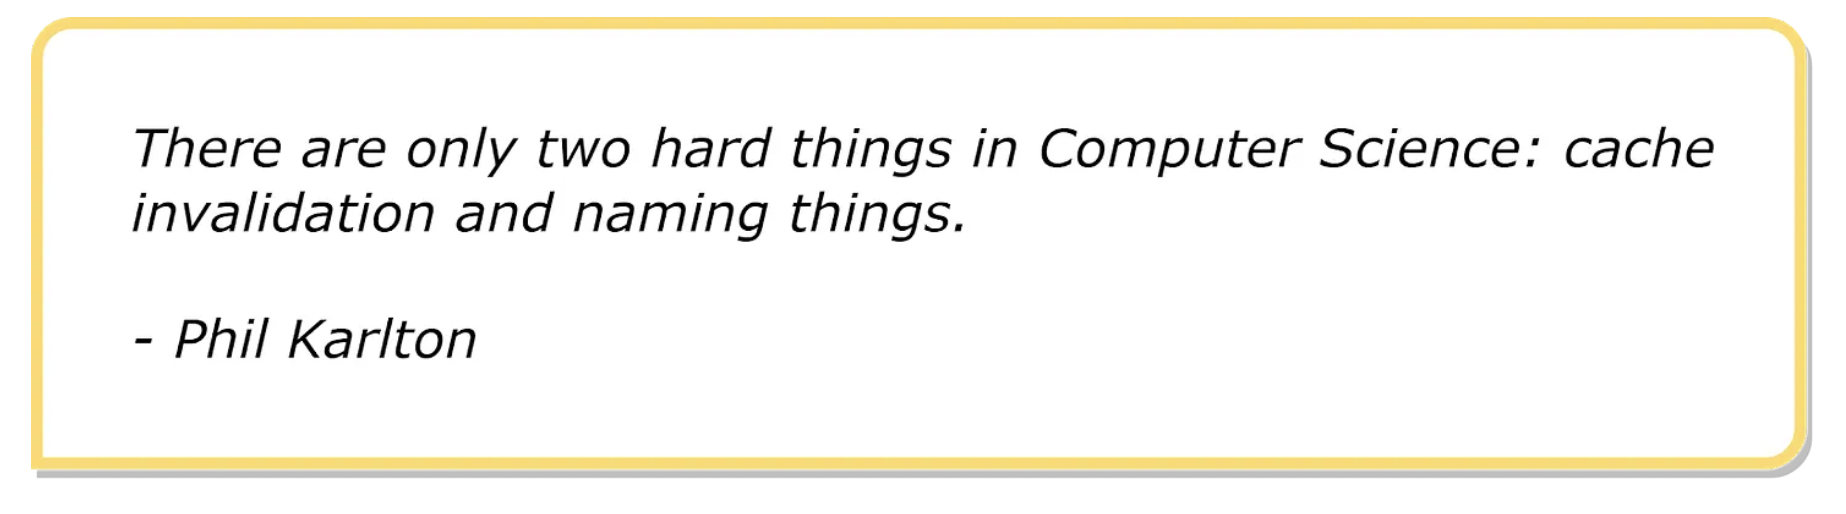 There are only two hard things in Computer Science: cache
invalidation and naming things.
- Phil Karlton